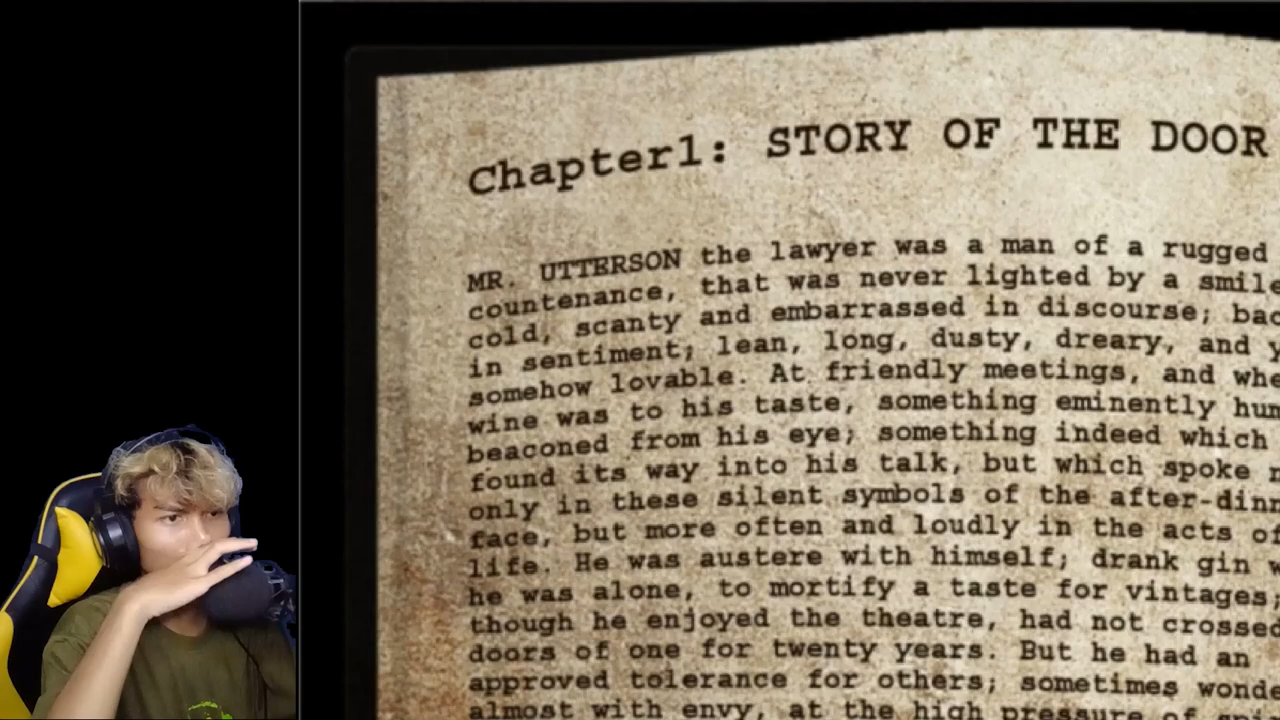 Chapter1: STORY OF THE DOOR
MR. UTTERSON the lawyer was a man of a rugged
countenance, that was never lighted by a smile
cold, scanty and embarrassed in discourse;
in sentiment; lean, long, dusty, dreary, and
somehow lovable. At friendly meetings, and
wine was to his taste, something eminently
beaconed from his eye; something indeed which
found its way into his talk, but which spoke
only in these silent symbols of the
face, but more often and loudly in the acts of
life. He was austere with himself; drank gin
he was alone, to mortify a taste for vintages;
though he enjoyed the theatre, had not crossed
doors of one for twenty years. But he had an
approved tolerance for others; sometimes
almost with envy, at the high pressure of